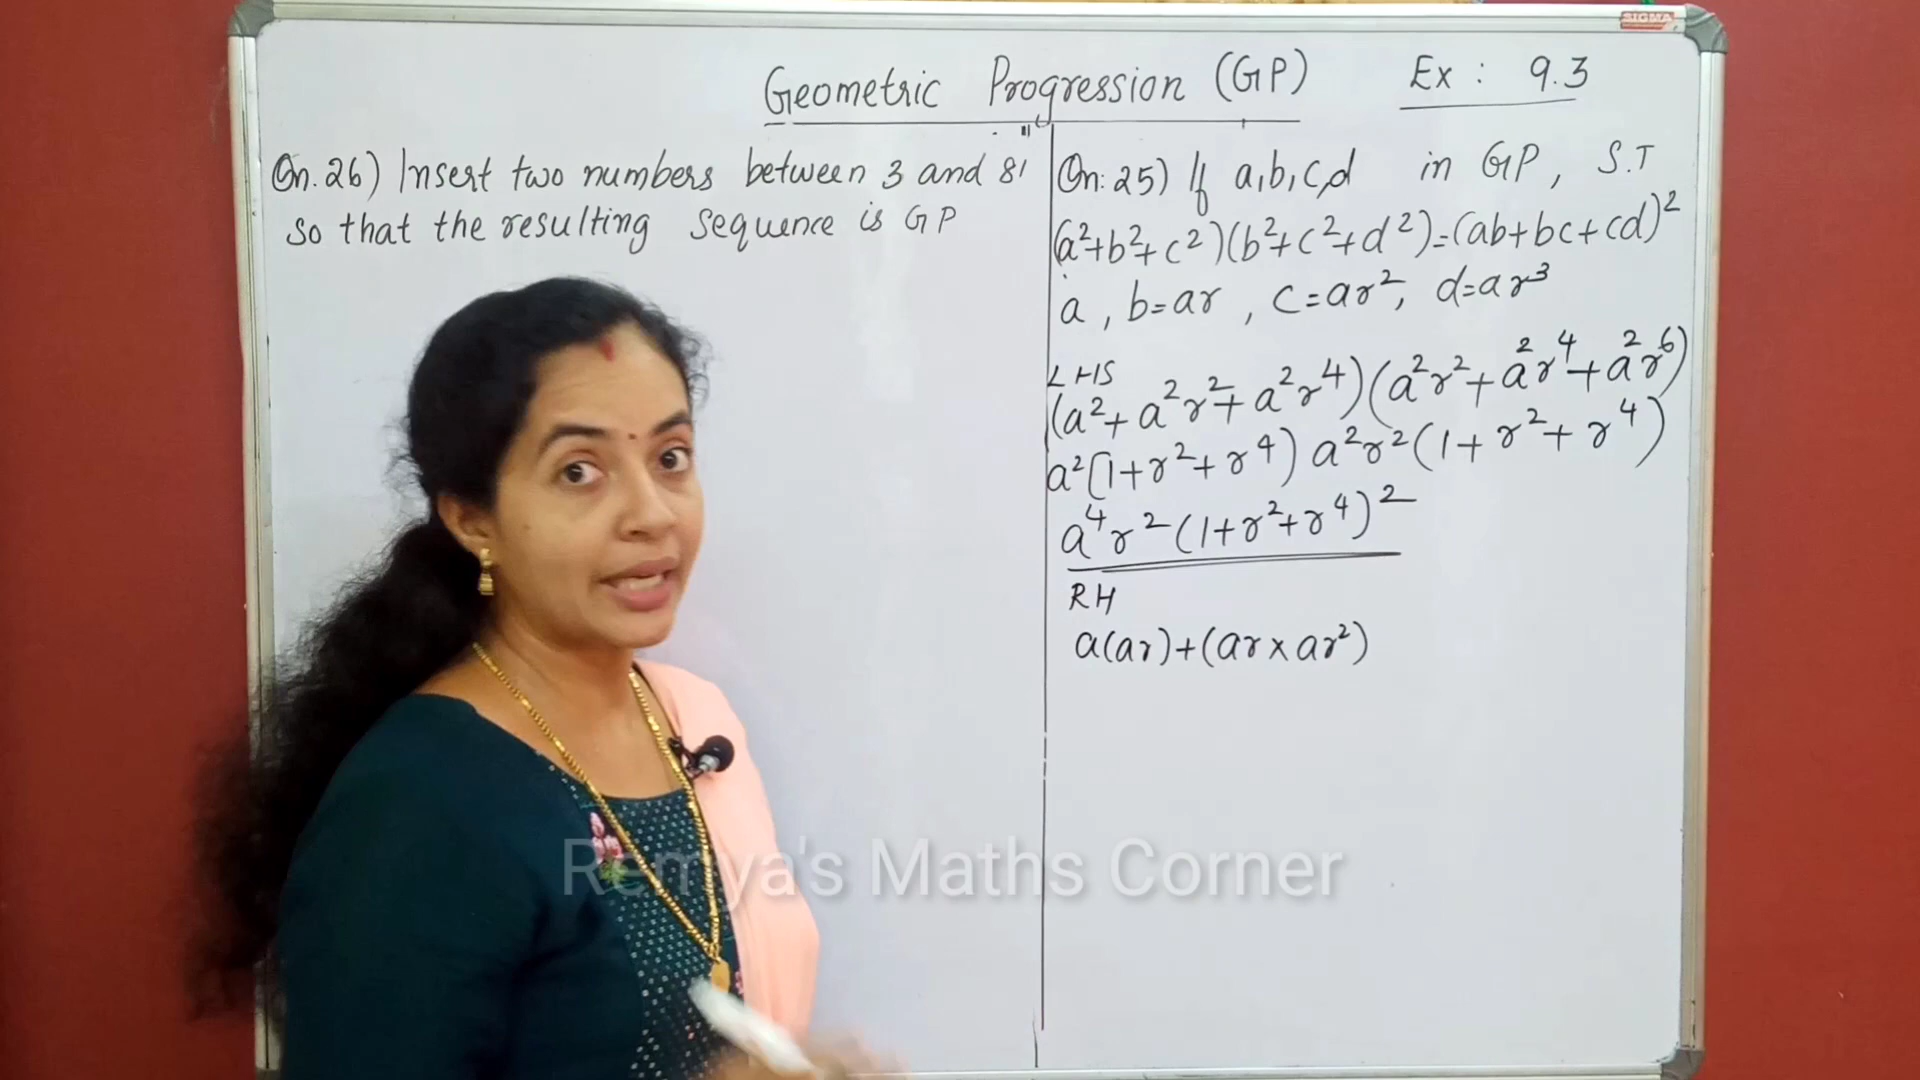 SIGMA
Geometric Progression (GP) Ex : 9.3
Qn.26) Insert two numbers between 3 and 81
so that the resulting sequence is GP
Qn: 25) If a,b,c,d in GP, S.T
(a²+b²+c²)(b²+c²+d²)=(ab+bc+cd)²
a, b=ar, c=ar², d=ar³
LHS
(a²+a²r²+a²r⁴)(a²r²+a²r⁴+a²r⁶)
a²(1+r²+r⁴) a²r²(1+r²+r⁴)
a⁴r²(1+r²+r⁴)²
RH
a(ar)+(ar×ar²)
Remya's Maths Corner